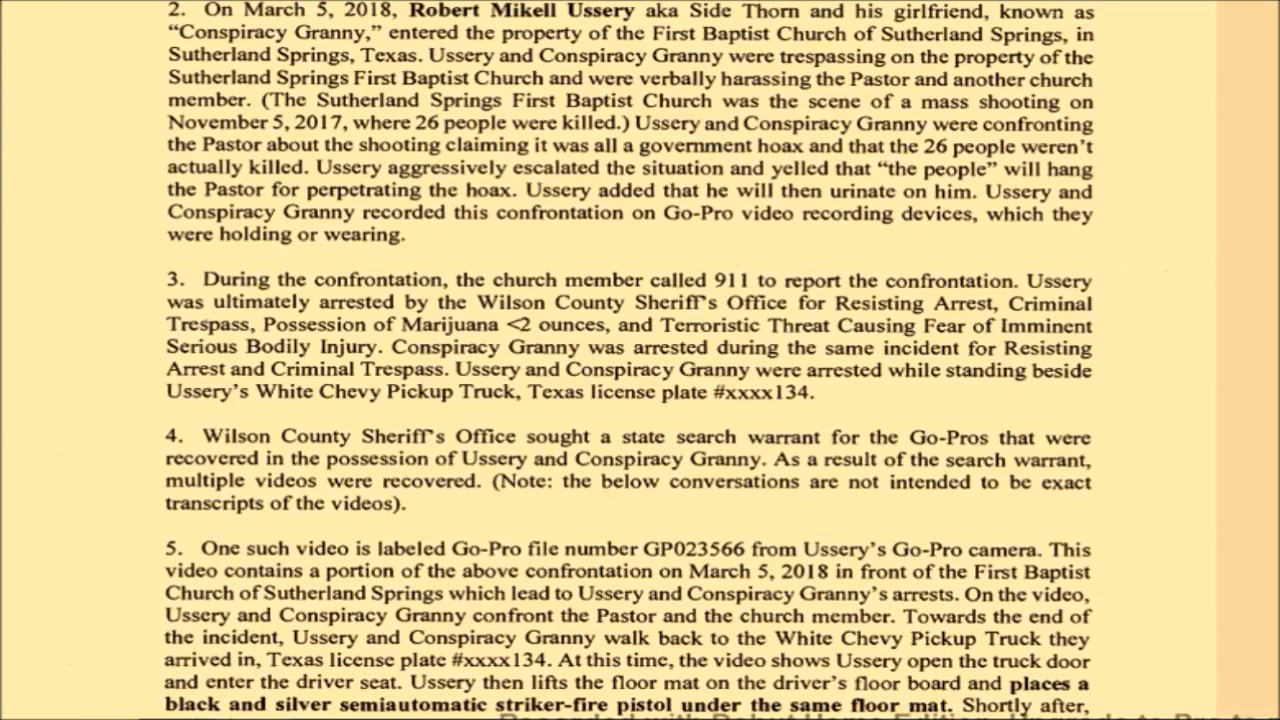 2. On March 5, 2018, Robert Mikell Ussery aka Side Thorn and his girlfriend, known as
“Conspiracy Granny,” entered the property of the First Baptist Church of Sutherland Springs, in
Sutherland Springs, Texas. Ussery and Conspiracy Granny were trespassing on the property of the
Sutherland Springs First Baptist Church and were verbally harassing the Pastor and another church
member. (The Sutherland Springs First Baptist Church was the scene of a mass shooting on
November 5, 2017, where 26 people were killed.) Ussery and Conspiracy Granny were confronting
the Pastor about the shooting claiming it was all a government hoax and that the 26 people weren’t
actually killed. Ussery aggressively escalated the situation and yelled that “the people” will hang
the Pastor for perpetrating the hoax. Ussery added that he will then urinate on him. Ussery and
Conspiracy Granny recorded this confrontation on Go-Pro video recording devices, which they
were holding or wearing.
3. During the confrontation, the church member called 911 to report the confrontation. Ussery
was ultimately arrested by the Wilson County Sheriff’s Office for Resisting Arrest, Criminal
Trespass, Possession of Marijuana <2 ounces, and Terroristic Threat Causing Fear of Imminent
Serious Bodily Injury. Conspiracy Granny was arrested during the same incident for Resisting
Arrest and Criminal Trespass. Ussery and Conspiracy Granny were arrested while standing beside
Ussery’s White Chevy Pickup Truck, Texas license plate #xxxx134.
4. Wilson County Sheriff’s Office sought a state search warrant for the Go-Pros that were
recovered in the possession of Ussery and Conspiracy Granny. As a result of the search warrant,
multiple videos were recovered. (Note: the below conversations are not intended to be exact
transcripts of the videos).
5. One such video is labeled Go-Pro file number GP023566 from Ussery’s Go-Pro camera. This
video contains a portion of the above confrontation on March 5, 2018 in front of the First Baptist
Church of Sutherland Springs which lead to Ussery and Conspiracy Granny’s arrests. On the video,
Ussery and Conspiracy Granny confront the Pastor and the church member. Towards the end of
the incident, Ussery and Conspiracy Granny walk back to the White Chevy Pickup Truck they
arrived in, Texas license plate #xxxx134. At this time, the video shows Ussery open the truck door
and enter the driver seat. Ussery then lifts the floor mat on the driver’s floor board and places a
black and silver semiautomatic striker-fire pistol under the same floor mat. Shortly after,